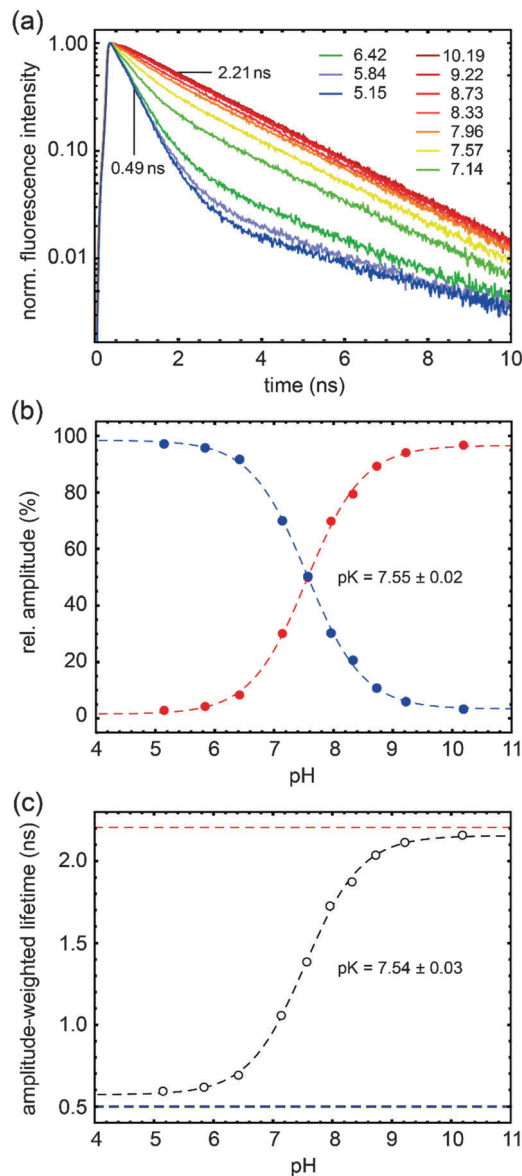 (a)
norm. fluorescence intensity
1.00
0.10
0.01
2.21 ns
0.49 ns
6.42
5.84
5.15
10.19
9.22
8.73
8.33
7.96
7.57
7.14
0 2 4 6 8 10
time (ns)
(b)
rel. amplitude (%)
100
80
60
40
20
0
pK = 7.55 ± 0.02
4 5 6 7 8 9 10 11
pH
(c)
amplitude-weighted lifetime (ns)
2.0
1.5
1.0
0.5
pK = 7.54 ± 0.03
4 5 6 7 8 9 10 11
pH